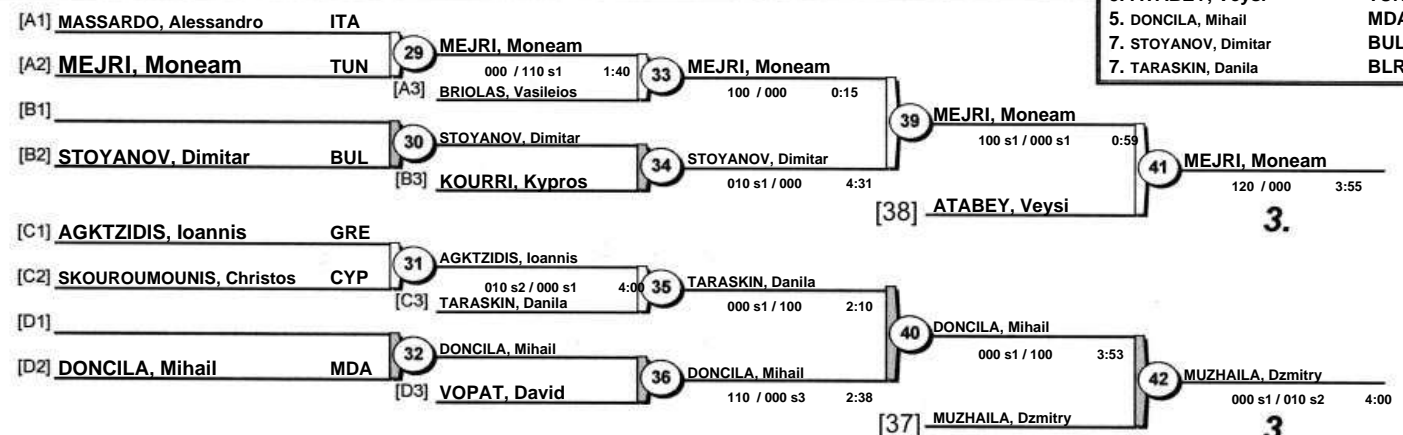 [A1] MASSARDO, Alessandro ITA
[A2] MEJRI, Moneam TUN
29 MEJRI, Moneam
000 / 110 s1 1:40
[A3] BRIOLAS, Vasileios
33 MEJRI, Moneam
100 / 000 0:15
[B1]
[B2] STOYANOV, Dimitar BUL
30 STOYANOV, Dimitar
[B3] KOURRI, Kypros
34 STOYANOV, Dimitar
010 s1 / 000 4:31
39 MEJRI, Moneam
100 s1 / 000 s1 0:59
[38] ATABEY, Veysi
41 MEJRI, Moneam
120 / 000 3:55
3.
[C1] AGKTZIDIS, Ioannis GRE
[C2] SKOUROUMOUNIS, Christos CYP
31 AGKTZIDIS, Ioannis
010 s2 / 000 s1 4:00
[C3] TARASKIN, Danila
35 TARASKIN, Danila
000 s1 / 100 2:10
[D1]
[D2] DONCILA, Mihail MDA
32 DONCILA, Mihail
[D3] VOPAT, David
36 DONCILA, Mihail
110 / 000 s3 2:38
40 DONCILA, Mihail
000 s1 / 100 3:53
[37] MUZHAILA, Dzmitry
42 MUZHAILA, Dzmitry
000 s1 / 010 s2 4:00
3
5. DONCILA, Mihail MDA
7. STOYANOV, Dimitar BUL
7. TARASKIN, Danila BLR